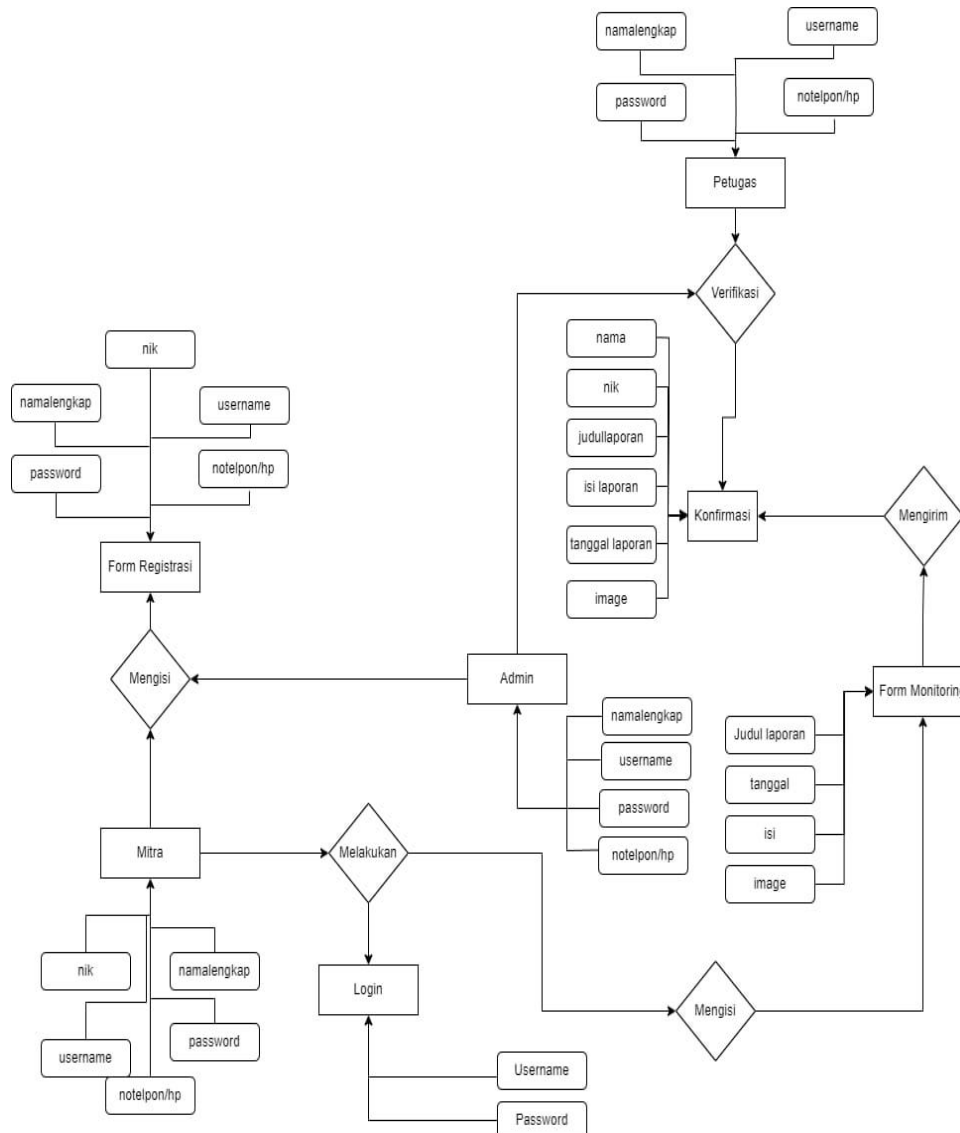 namalengkap
username
password
notelpon/hp
Petugas
Verifikasi
nama
nik
judullaporan
isi laporan
tanggal laporan
image
Konfirmasi
Mengirim
nik
namalengkap
username
password
notelpon/hp
Form Registrasi
Mengisi
Admin
namalengkap
username
password
notelpon/hp
Form Monitoring
Judul laporan
tanggal
isi
image
Mitra
Melakukan
nik
namalengkap
username
password
notelpon/hp
Login
Username
Password
Mengisi